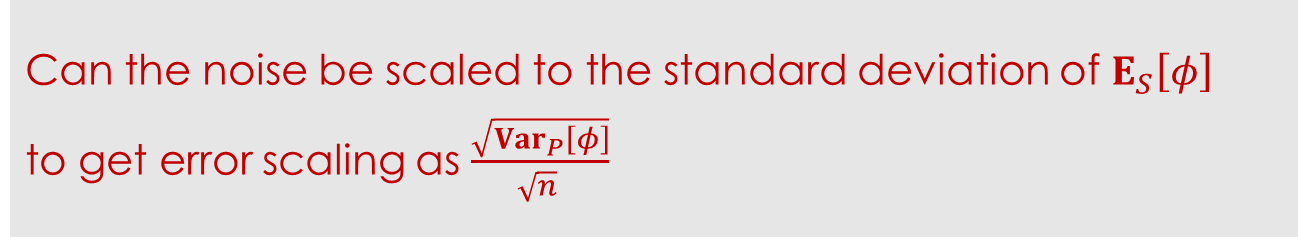 Can the noise be scaled to the standard deviation of 𝐄_S[ϕ]
to get error scaling as √𝐕𝐚𝐫_P[ϕ] / √n